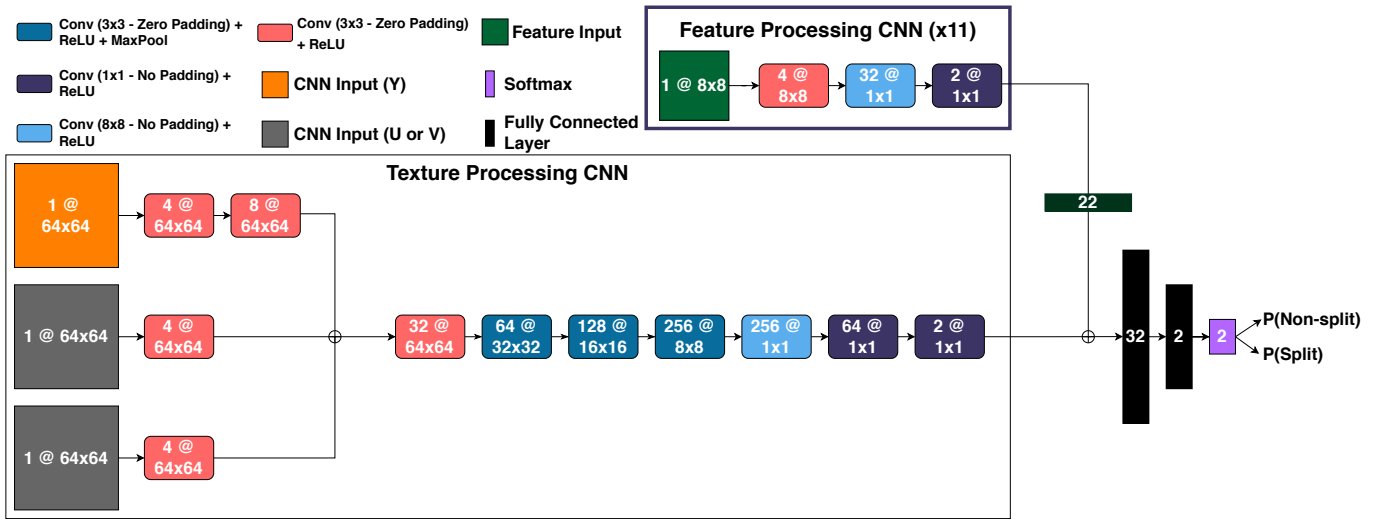 Conv (3x3 - Zero Padding) +
ReLU + MaxPool
Conv (3x3 - Zero Padding)
+ ReLU
Feature Input
Conv (1x1 - No Padding) +
ReLU
CNN Input (Y)
Softmax
Conv (8x8 - No Padding) +
ReLU
CNN Input (U or V)
Fully Connected
Layer
Feature Processing CNN (x11)
1 @ 8x8
4 @
8x8
32 @
1x1
2 @
1x1
22
Texture Processing CNN
1 @
64x64
4 @
64x64
8 @
64x64
1 @ 64x64
4 @
64x64
32 @
64x64
64 @
32x32
128 @
16x16
256 @
8x8
256 @
1x1
64 @
1x1
2 @
1x1
1 @ 64x64
4 @
64x64
32
2
2
P(Non-split)
P(Split)